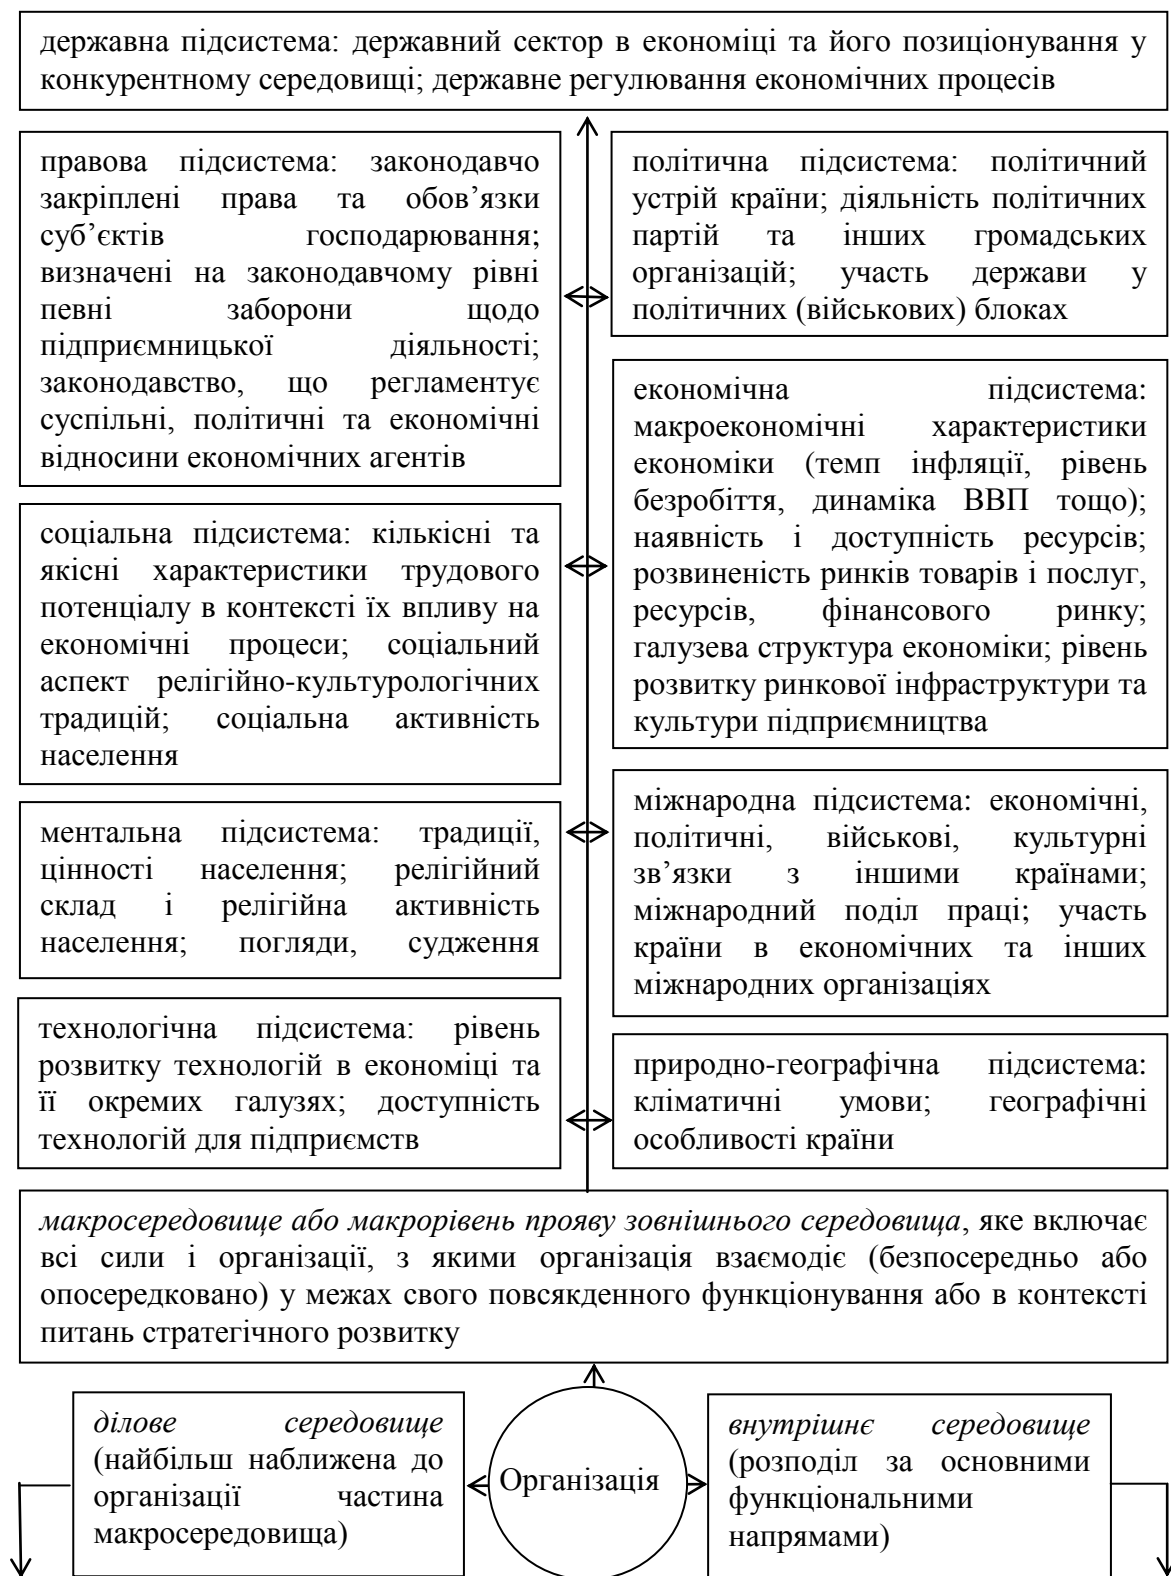 державна підсистема: державний сектор в економіці та його позиціонування у
конкурентному середовищі; державне регулювання економічних процесів
правова підсистема: законодавчо
закріплені права та обов’язки
суб’єктів господарювання;
визначені на законодавчому рівні
певні заборони щодо
підприємницької діяльності;
законодавство, що регламентує
суспільні, політичні та економічні
відносини економічних агентів
політична підсистема: політичний
устрій країни; діяльність політичних
партій та інших громадських
організацій; участь держави у
політичних (військових) блоках
економічна підсистема:
макроекономічні характеристики
економіки (темп інфляції, рівень
безробіття, динаміка ВВП тощо);
наявність і доступність ресурсів;
розвиненість ринків товарів і послуг,
ресурсів, фінансового ринку;
галузева структура економіки; рівень
розвитку ринкової інфраструктури та
культури підприємництва
соціальна підсистема: кількісні та
якісні характеристики трудового
потенціалу в контексті їх впливу на
економічні процеси; соціальний
аспект релігійно-культурологічних
традицій; соціальна активність
населення
ментальна підсистема: традиції,
цінності населення; релігійний
склад і релігійна активність
населення; погляди, судження
міжнародна підсистема: економічні,
політичні, військові, культурні
зв’язки з іншими країнами;
міжнародний поділ праці; участь
країни в економічних та інших
міжнародних організаціях
технологічна підсистема: рівень
розвитку технологій в економіці та
її окремих галузях; доступність
технологій для підприємств
природно-географічна підсистема:
кліматичні умови; географічні
особливості країни
макросередовище або макрорівень прояву зовнішнього середовища, яке включає
всі сили і організації, з якими організація взаємодіє (безпосередньо або
опосередковано) у межах свого повсякденного функціонування або в контексті
питань стратегічного розвитку
ділове середовище
(найбільш наближена до
організації частина
макросередовища)
Організація
внутрішнє середовище
(розподіл за основними
функціональними
напрямами)